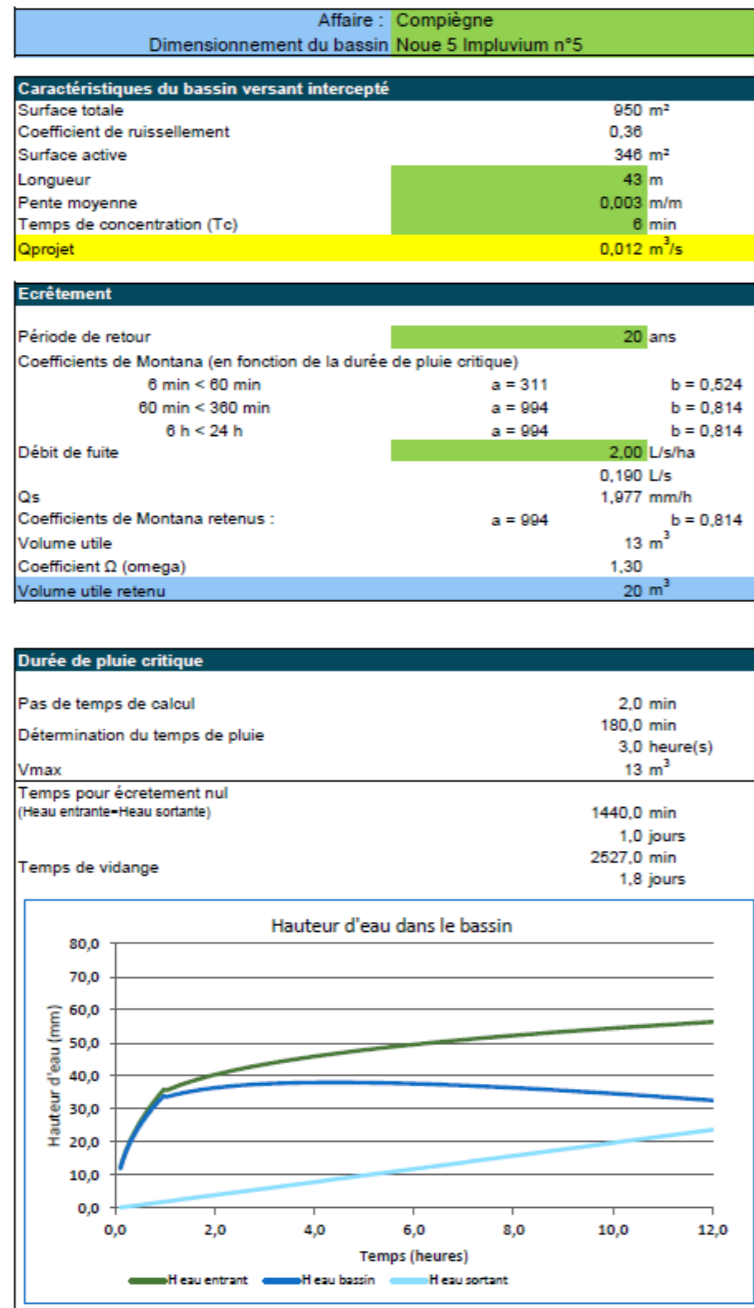 Affaire : Compiègne
Dimensionnement du bassin Noue 5 Impluvium n°5
Caractéristiques du bassin versant intercepté
Surface totale 950 m²
Coefficient de ruissellement 0,36
Surface active 346 m²
Longueur 43 m
Pente moyenne 0,003 m/m
Temps de concentration (Tc) 6 min
Qprojet 0,012 m³/s
Ecrêtement
Période de retour 20 ans
Coefficients de Montana (en fonction de la durée de pluie critique)
6 min < 60 min a = 311 b = 0,524
60 min < 360 min a = 994 b = 0,814
6 h < 24 h a = 994 b = 0,814
Débit de fuite 2,00 L/s/ha
0,190 L/s
Qs 1,977 mm/h
Coefficients de Montana retenus : a = 994 b = 0,814
Volume utile 13 m³
Coefficient Ω (omega) 1,30
Volume utile retenu 20 m³
Durée de pluie critique
Pas de temps de calcul 2,0 min
Détermination du temps de pluie 180,0 min
3,0 heure(s)
Vmax 13 m³
Temps pour écretement nul
(Heau entrante=Heau sortante) 1440,0 min
1,0 jours
Temps de vidange 2527,0 min
1,8 jours
Hauteur d'eau dans le bassin
80,0
70,0
60,0
50,0
40,0
30,0
20,0
10,0
0,0
Hauteur d'eau (mm)
0,0 2,0 4,0 6,0 8,0 10,0 12,0
Temps (heures)
H eau entrant H eau bassin H eau sortant